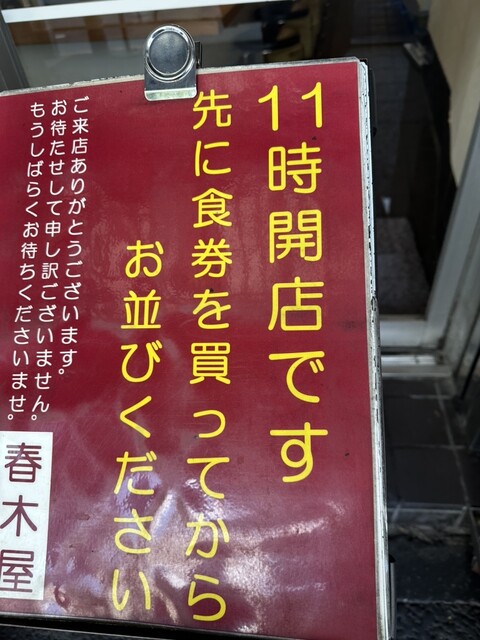 11時開店です
先に食券を買ってから
お並びください
ご来店ありがとうございます。
お待たせして申し訳ございません。
もうしばらくお待ちくださいませ。
春木屋